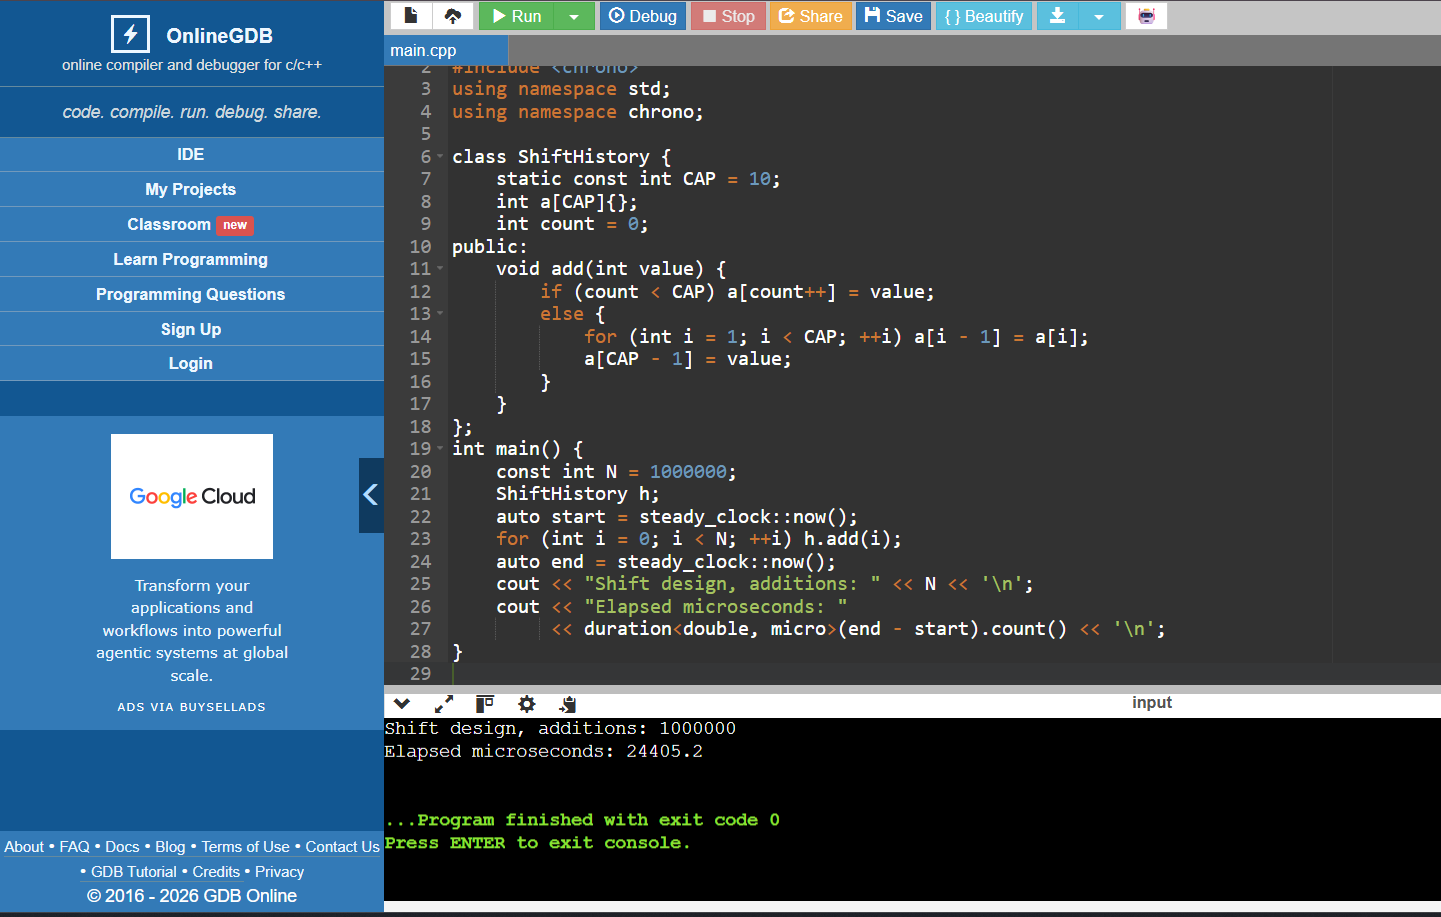 OnlineGDB
online compiler and debugger for c/c++
code. compile. run. debug. share.
IDE
My Projects
Classroom new
Learn Programming
Programming Questions
Sign Up
Login
Google Cloud
Transform your
applications and
workflows into powerful
agentic systems at global
scale.
ADS VIA BUYSELLADS
About • FAQ • Docs • Blog • Terms of Use • Contact Us
• GDB Tutorial • Credits • Privacy
© 2016 - 2026 GDB Online
Run Debug Stop Share Save { } Beautify
main.cpp
2 #include <chrono>
3 using namespace std;
4 using namespace chrono;
5
6 class ShiftHistory {
7     static const int CAP = 10;
8     int a[CAP]{};
9     int count = 0;
10 public:
11     void add(int value) {
12         if (count < CAP) a[count++] = value;
13         else {
14             for (int i = 1; i < CAP; ++i) a[i - 1] = a[i];
15             a[CAP - 1] = value;
16         }
17     }
18 };
19 int main() {
20     const int N = 1000000;
21     ShiftHistory h;
22     auto start = steady_clock::now();
23     for (int i = 0; i < N; ++i) h.add(i);
24     auto end = steady_clock::now();
25     cout << "Shift design, additions: " << N << '\n';
26     cout << "Elapsed microseconds: "
27          << duration<double, micro>(end - start).count() << '\n';
28 }
29
input
Shift design, additions: 1000000
Elapsed microseconds: 24405.2
...Program finished with exit code 0
Press ENTER to exit console.